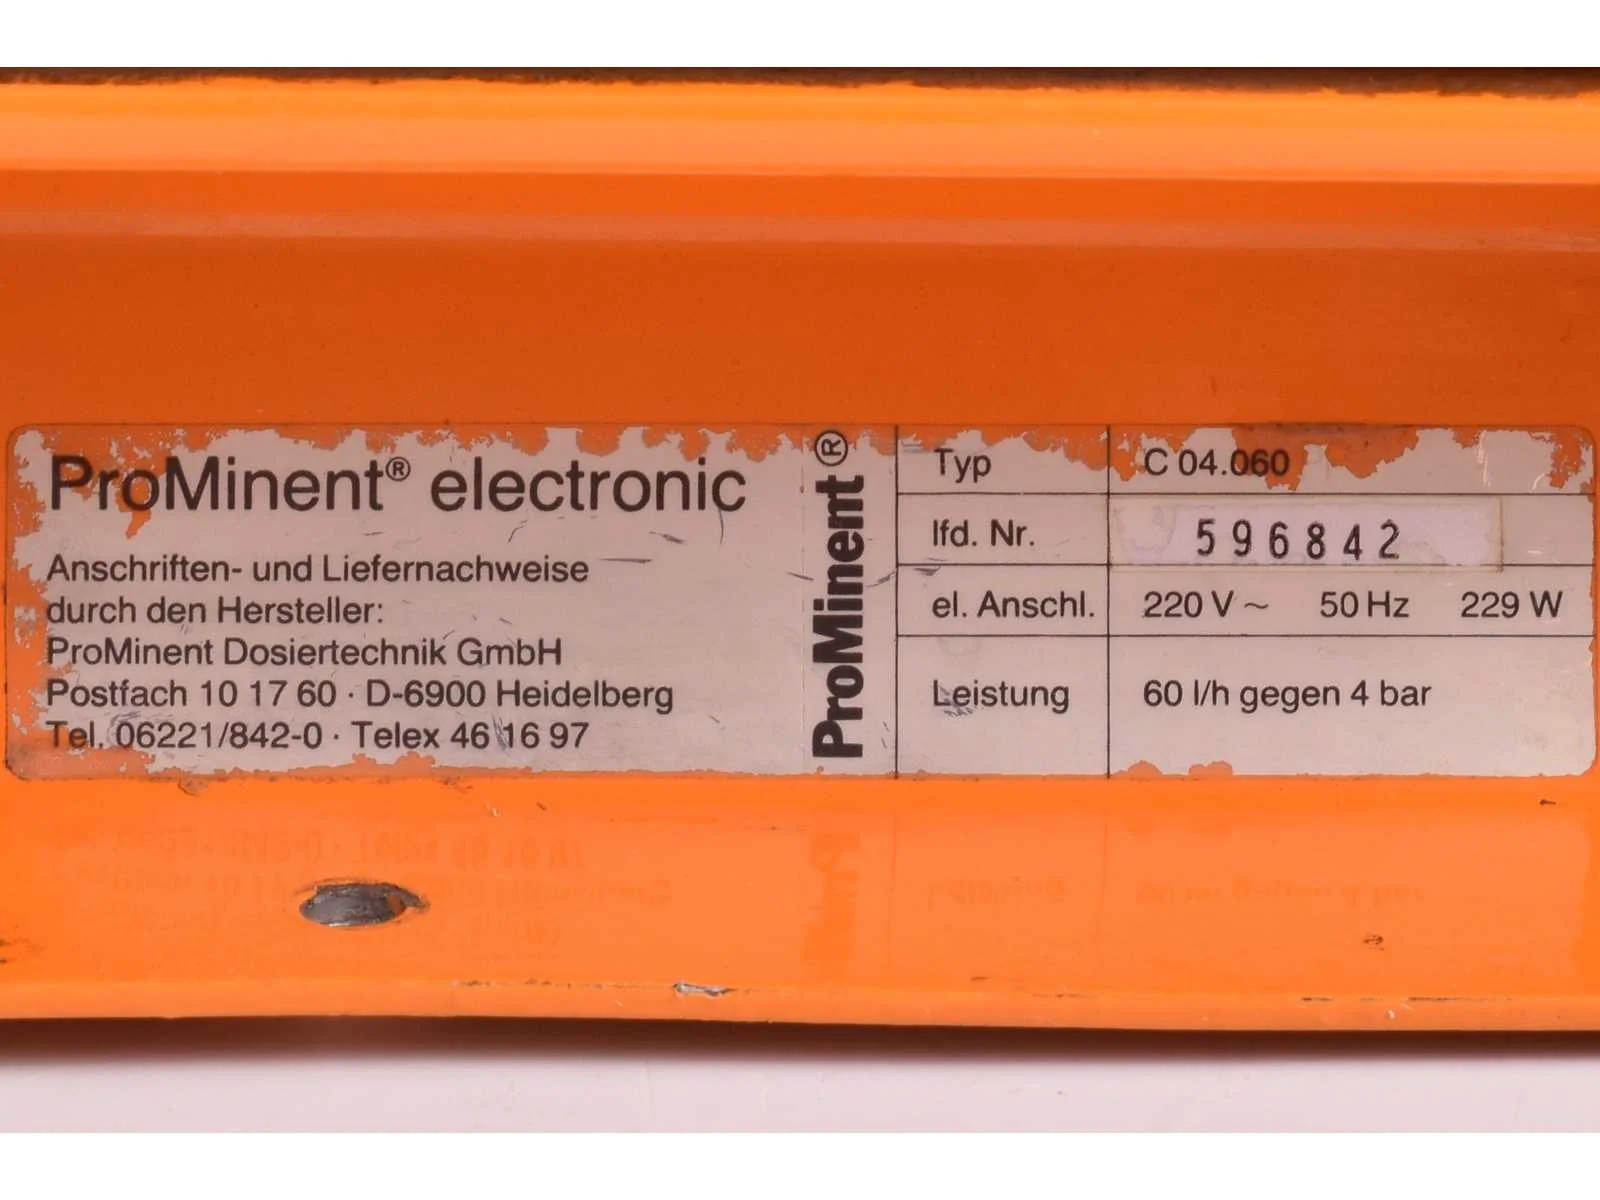 ProMinent® electronic
Anschriften- und Liefernachweise
durch den Hersteller:
ProMinent Dosiertechnik GmbH
Postfach 10 17 60 · D-6900 Heidelberg
Tel. 06221/842-0 · Telex 46 16 97
ProMinent®
Typ C 04.060
lfd. Nr. 596842
el. Anschl. 220 V ~ 50 Hz 229 W
Leistung 60 l/h gegen 4 bar